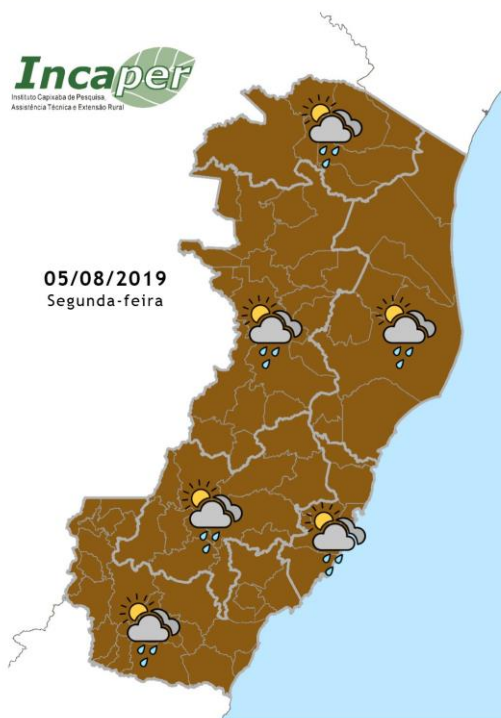 Incaper
Instituto Capixaba de Pesquisa,
Assistência Técnica e Extensão Rural
05/08/2019
Segunda-feira